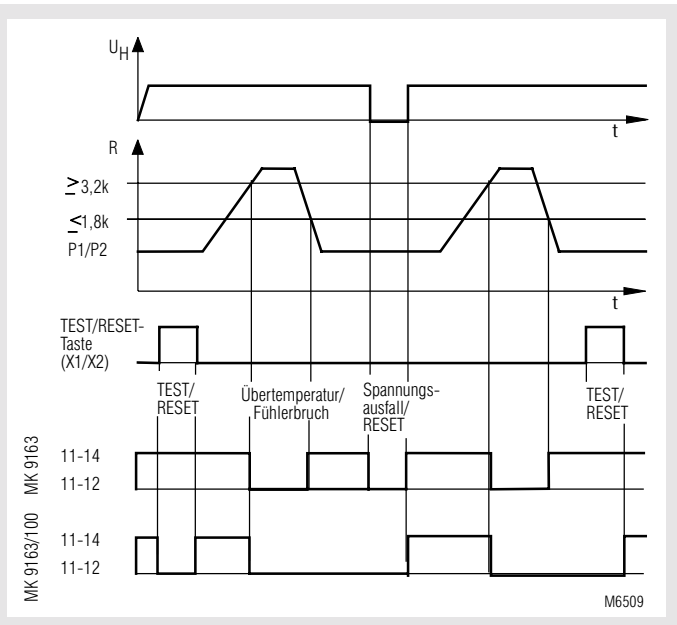 UH
t
R
≥3,2k
≤1,8k
P1/P2
t
TEST/RESET-
Taste
(X1/X2)
TEST/
RESET
Übertemperatur/
Fühlerbruch
Spannungs-
ausfall/
RESET
TEST/
RESET
MK 9163
11-14
11-12
MK 9163/100
11-14
11-12
M6509